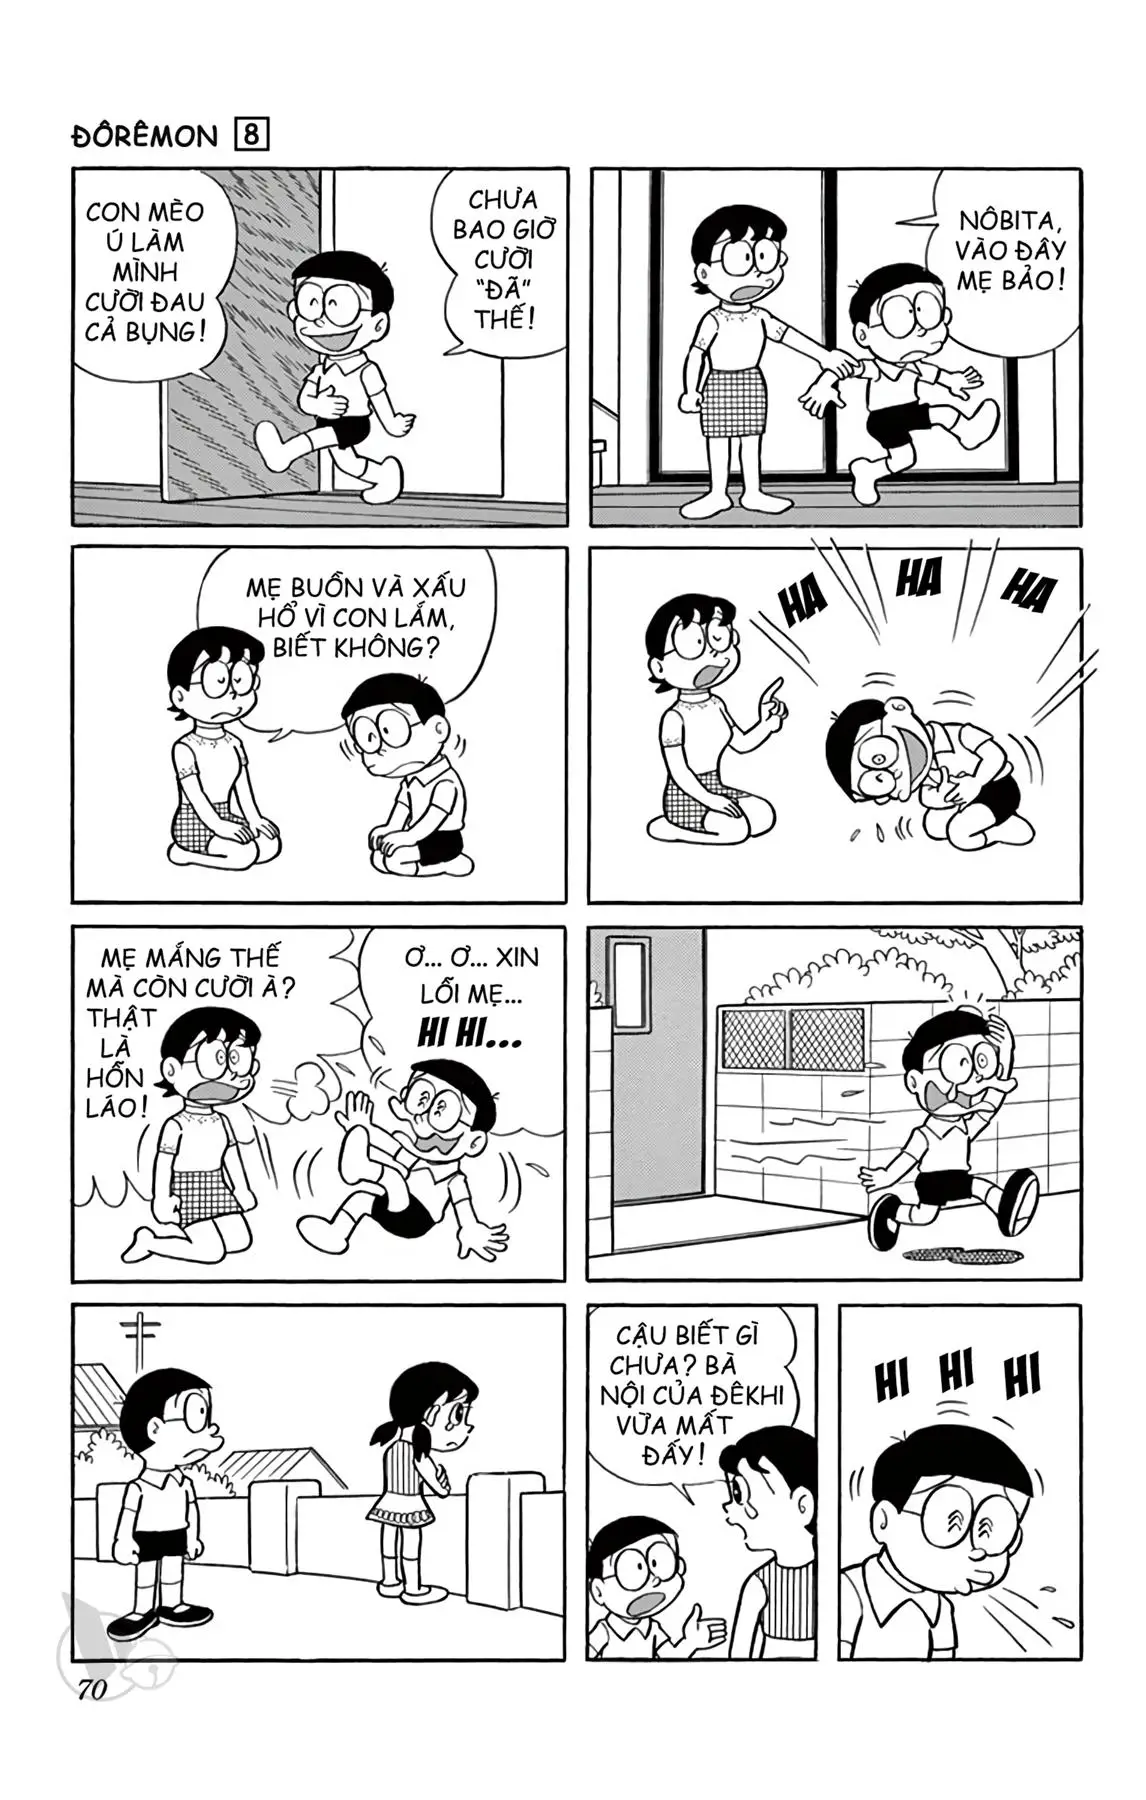 ĐÔRÊMON 8
CON MÈO
Ú LÀM
MÌNH
CƯỜI ĐAU
CẢ BỤNG!
CHƯA
BAO GIỜ
CƯỜI
"ĐÃ"
THẾ!
NÔBITA,
VÀO ĐÂY
MẸ BẢO!
MẸ BUỒN VÀ XẤU
HỔ VÌ CON LẮM,
BIẾT KHÔNG?
HA HA HA
MẸ MẮNG THẾ
MÀ CÒN CƯỜI À?
THẬT
LÀ
HỖN
LÁO!
Ơ... Ơ... XIN
LỖI MẸ...
HI HI...
CẬU BIẾT GÌ
CHƯA? BÀ
NỘI CỦA ĐÊKHI
VỪA MẤT
ĐẤY!
HI HI HI
70